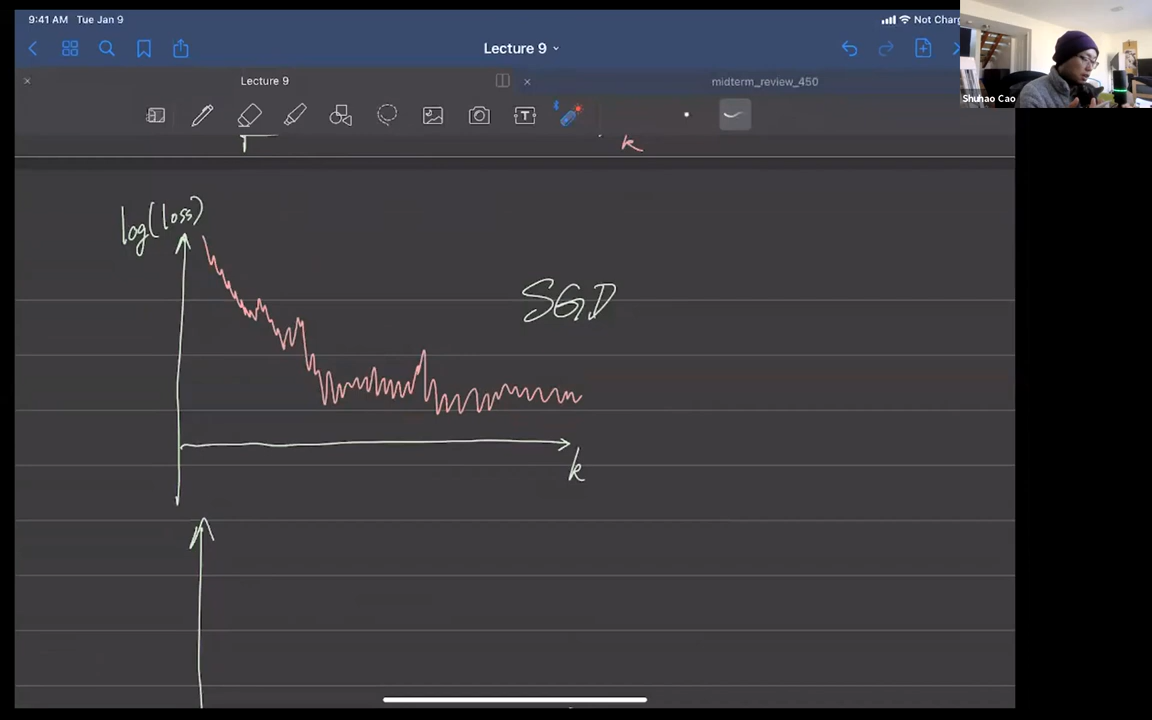 9:41 AM Tue Jan 9
Not Charg
Lecture 9
Shuhao Cao
Lecture 9
midterm_review_450
T
k
log(loss)
SGD
k